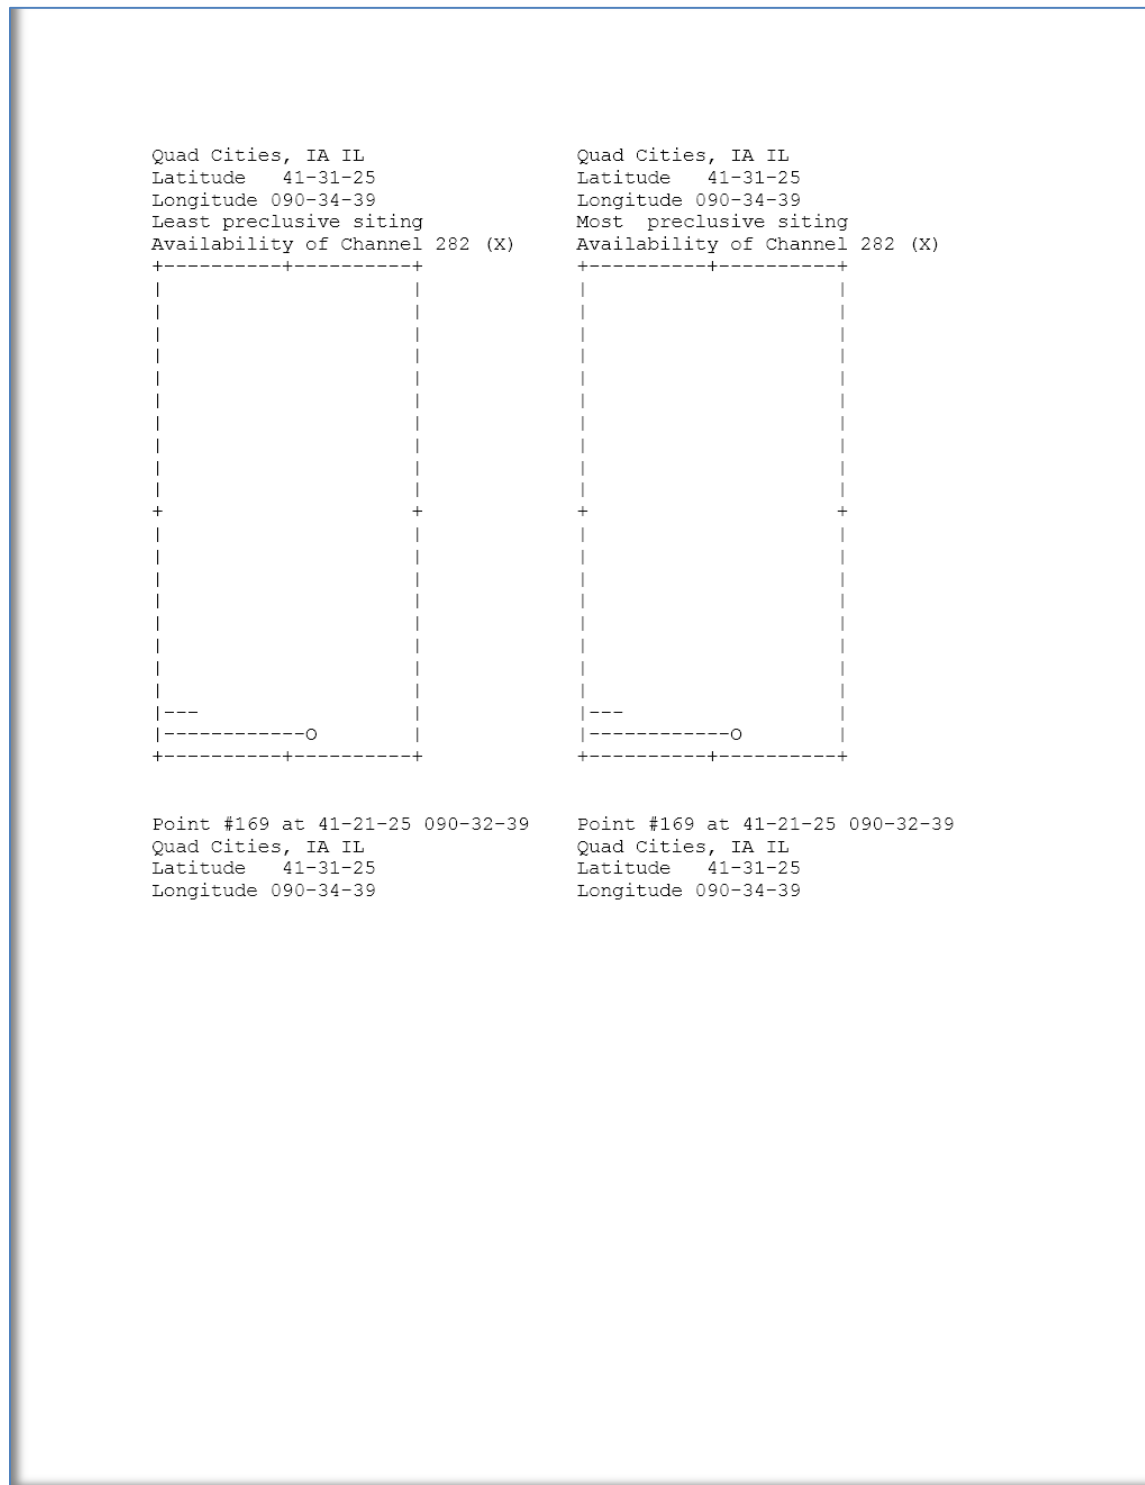 Quad Cities, IA IL
Latitude   41-31-25
Longitude 090-34-39
Least preclusive siting
Availability of Channel 282 (X)
+----------+----------+
|                     |
|                     |
|                     |
|                     |
|                     |
|                     |
|                     |
|                     |
|                     |
|                     |
+                     +
|                     |
|                     |
|                     |
|                     |
|                     |
|                     |
|                     |
|                     |
|---                  |
|------------O        |
+----------+----------+
Point #169 at 41-21-25 090-32-39
Quad Cities, IA IL
Latitude   41-31-25
Longitude 090-34-39
Quad Cities, IA IL
Latitude   41-31-25
Longitude 090-34-39
Most  preclusive siting
Availability of Channel 282 (X)
+----------+----------+
|                     |
|                     |
|                     |
|                     |
|                     |
|                     |
|                     |
|                     |
|                     |
|                     |
+                     +
|                     |
|                     |
|                     |
|                     |
|                     |
|                     |
|                     |
|                     |
|---                  |
|------------O        |
+----------+----------+
Point #169 at 41-21-25 090-32-39
Quad Cities, IA IL
Latitude   41-31-25
Longitude 090-34-39